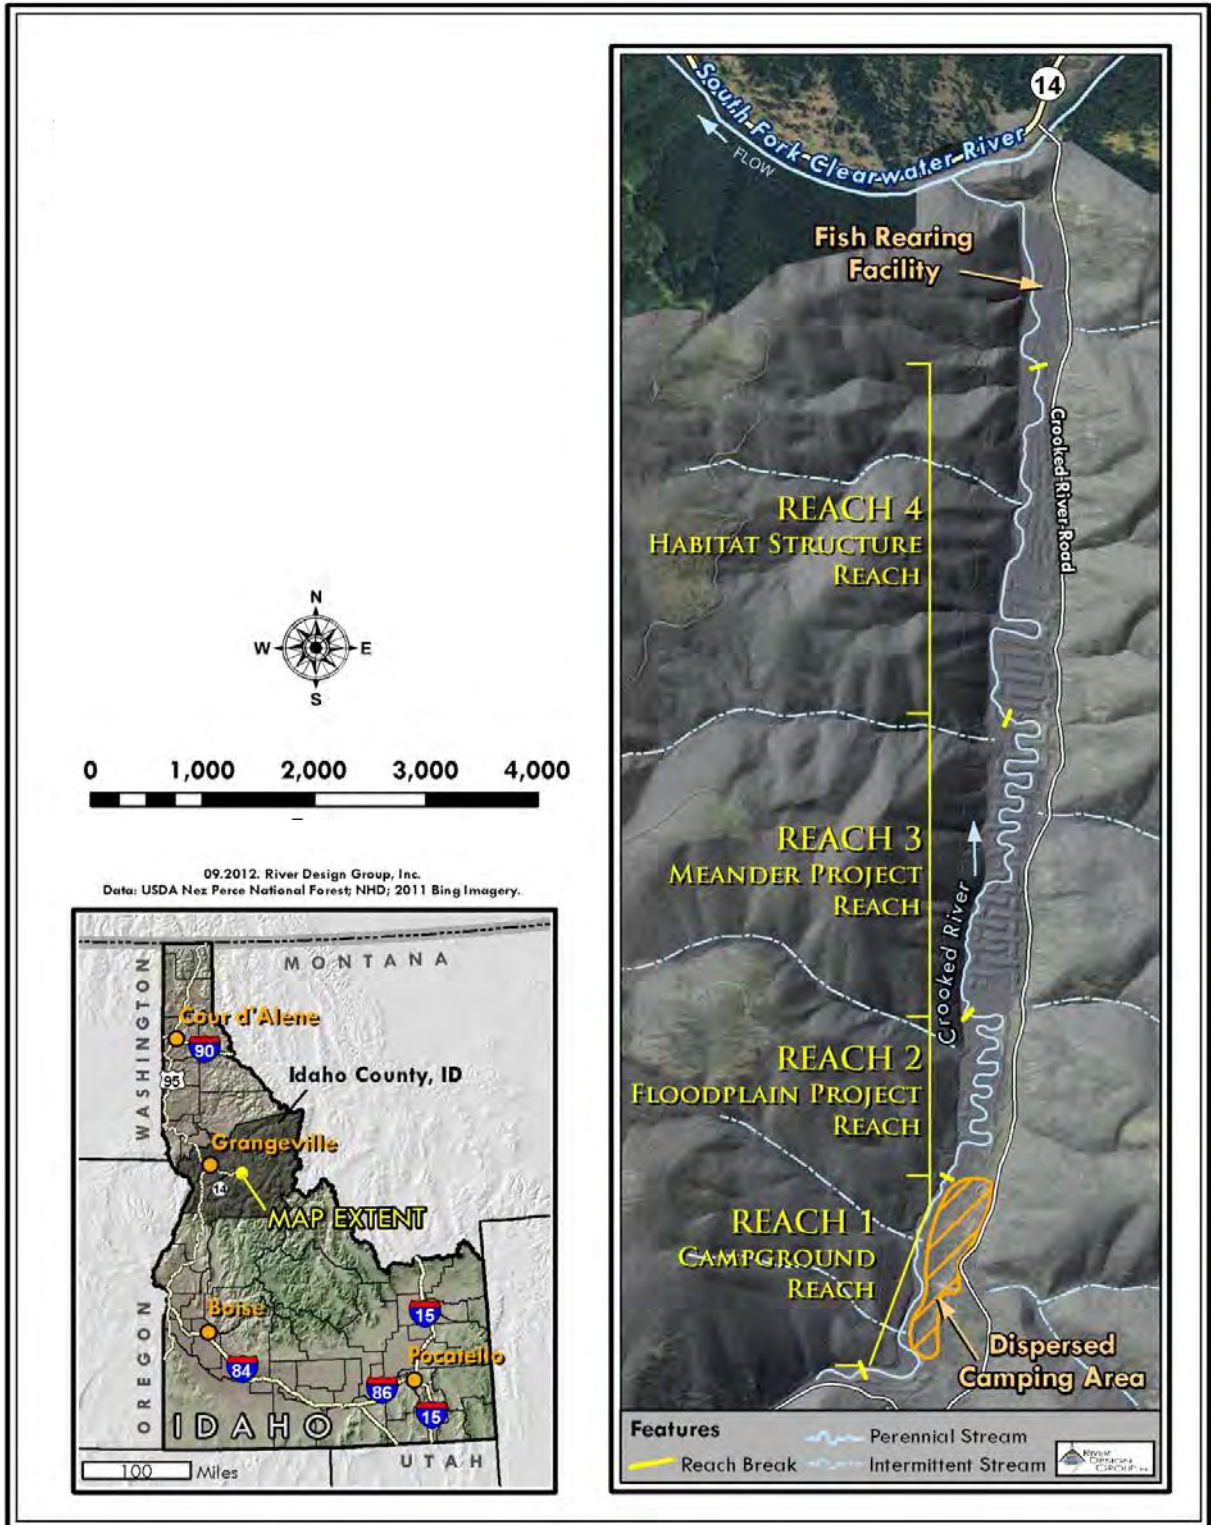 N
W
E
S
0 1,000 2,000 3,000 4,000
09.2012. River Design Group, Inc.
Data: USDA Nez Perce National Forest; NHD; 2011 Bing Imagery.
WASHINGTON
MONTANA
Cour d'Alene
90
95
Idaho County, ID
Grangeville
14
MAP EXTENT
OREGON
Boise
15
84
Pocatello
86
15
IDAHO
UTAH
100 Miles
14
South Fork Clearwater River
FLOW
Fish Rearing
Facility
Crooked River Road
REACH 4
HABITAT STRUCTURE
REACH
REACH 3
MEANDER PROJECT
REACH
Crooked River
REACH 2
FLOODPLAIN PROJECT
REACH
REACH 1
CAMPGROUND
REACH
Dispersed
Camping Area
Features
Reach Break
Perennial Stream
Intermittent Stream
RIVER
DESIGN
GROUP